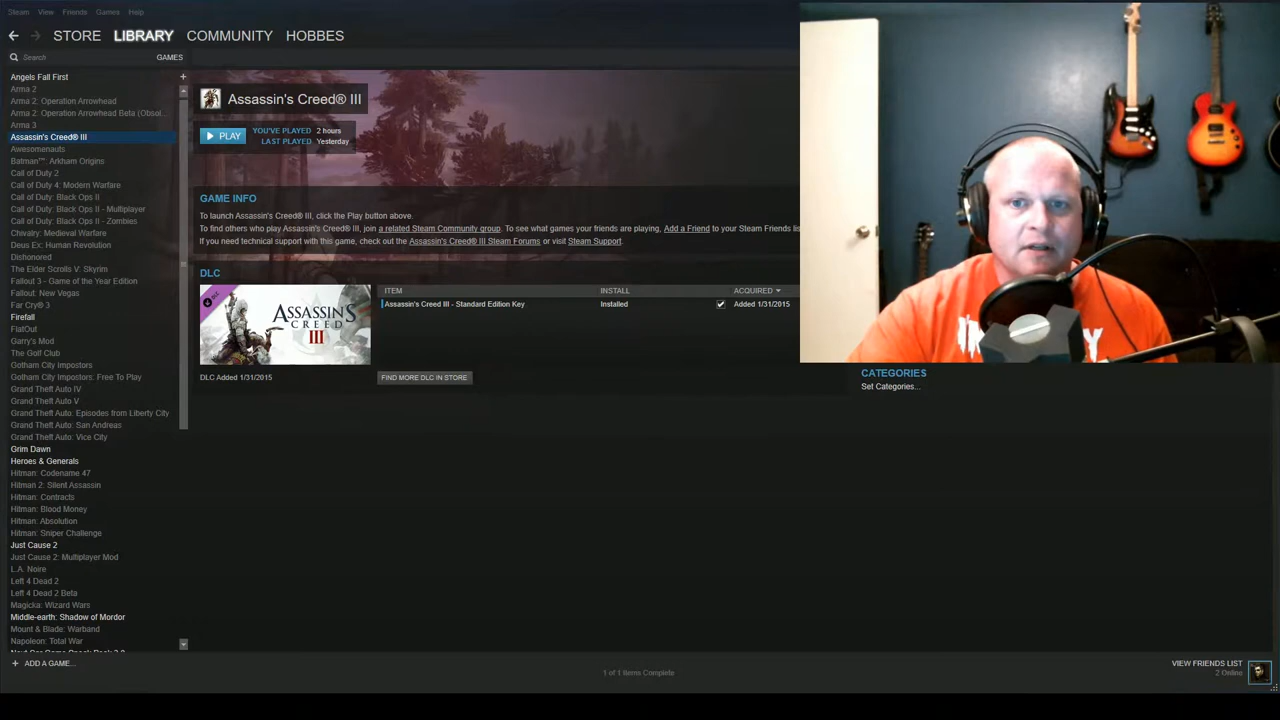 Steam View Friends Games Help
STORE LIBRARY COMMUNITY HOBBES
Search GAMES
Angels Fall First
Arma 2
Arma 2: Operation Arrowhead
Arma 2: Operation Arrowhead Beta (Obsol...
Arma 3
Assassin's Creed® III
Awesomenauts
Batman™: Arkham Origins
Call of Duty 2
Call of Duty 4: Modern Warfare
Call of Duty: Black Ops II
Call of Duty: Black Ops II - Multiplayer
Call of Duty: Black Ops II - Zombies
Chivalry: Medieval Warfare
Deus Ex: Human Revolution
Dishonored
The Elder Scrolls V: Skyrim
Fallout 3 - Game of the Year Edition
Fallout: New Vegas
Far Cry® 3
Firefall
FlatOut
Garry's Mod
The Golf Club
Gotham City Impostors
Gotham City Impostors: Free To Play
Grand Theft Auto IV
Grand Theft Auto V
Grand Theft Auto: Episodes from Liberty City
Grand Theft Auto: San Andreas
Grand Theft Auto: Vice City
Grim Dawn
Heroes & Generals
Hitman: Codename 47
Hitman 2: Silent Assassin
Hitman: Contracts
Hitman: Blood Money
Hitman: Absolution
Hitman: Sniper Challenge
Just Cause 2
Just Cause 2: Multiplayer Mod
L.A. Noire
Left 4 Dead 2
Left 4 Dead 2 Beta
Magicka: Wizard Wars
Middle-earth: Shadow of Mordor
Mount & Blade: Warband
Napoleon: Total War
+ ADD A GAME...
Assassin's Creed® III
PLAY YOU'VE PLAYED 2 hours
LAST PLAYED Yesterday
GAME INFO
To launch Assassin's Creed® III, click the Play button above.
To find others who play Assassin's Creed® III, join a related Steam Community group. To see what games your friends are playing, Add a Friend to your Steam Friends lis
If you need technical support with this game, check out the Assassin's Creed® III Steam Forums or visit Steam Support.
DLC
ITEM INSTALL ACQUIRED
Assassin's Creed III - Standard Edition Key Installed Added 1/31/2015
ASSASSIN'S
CREED
III
DLC Added 1/31/2015
FIND MORE DLC IN STORE
CATEGORIES
Set Categories...
1 of 1 Items Complete
VIEW FRIENDS LIST
2 Online